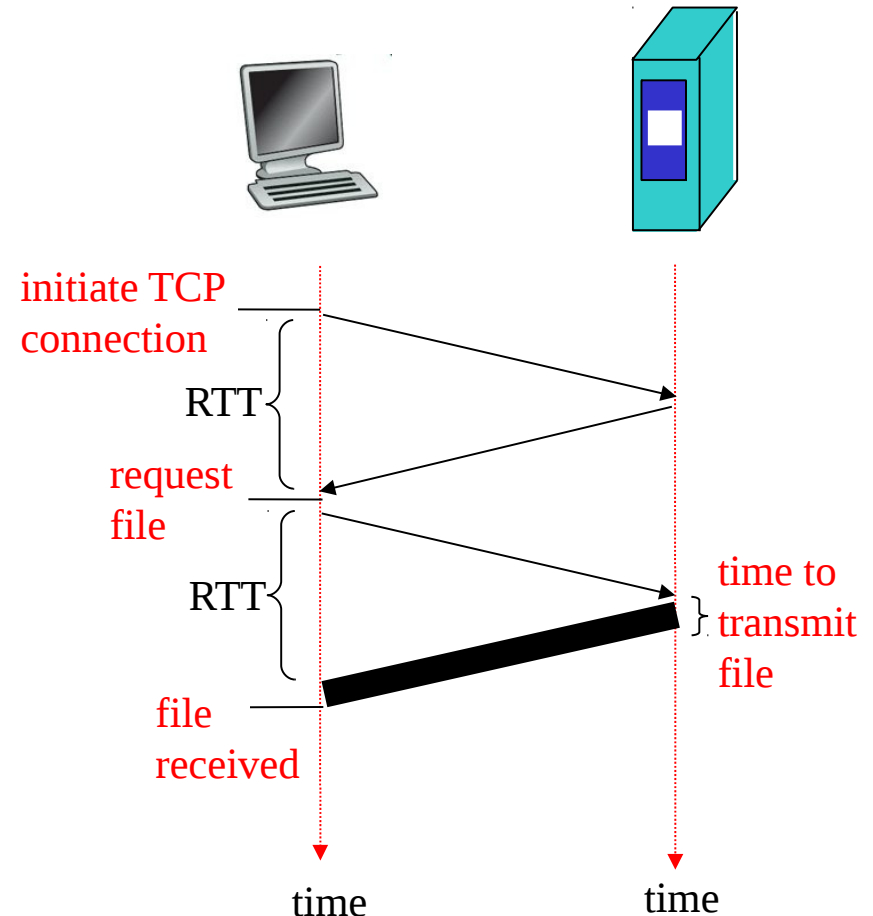 initiate TCP
connection
RTT
request
file
RTT
time to
transmit
file
file
received
time
time